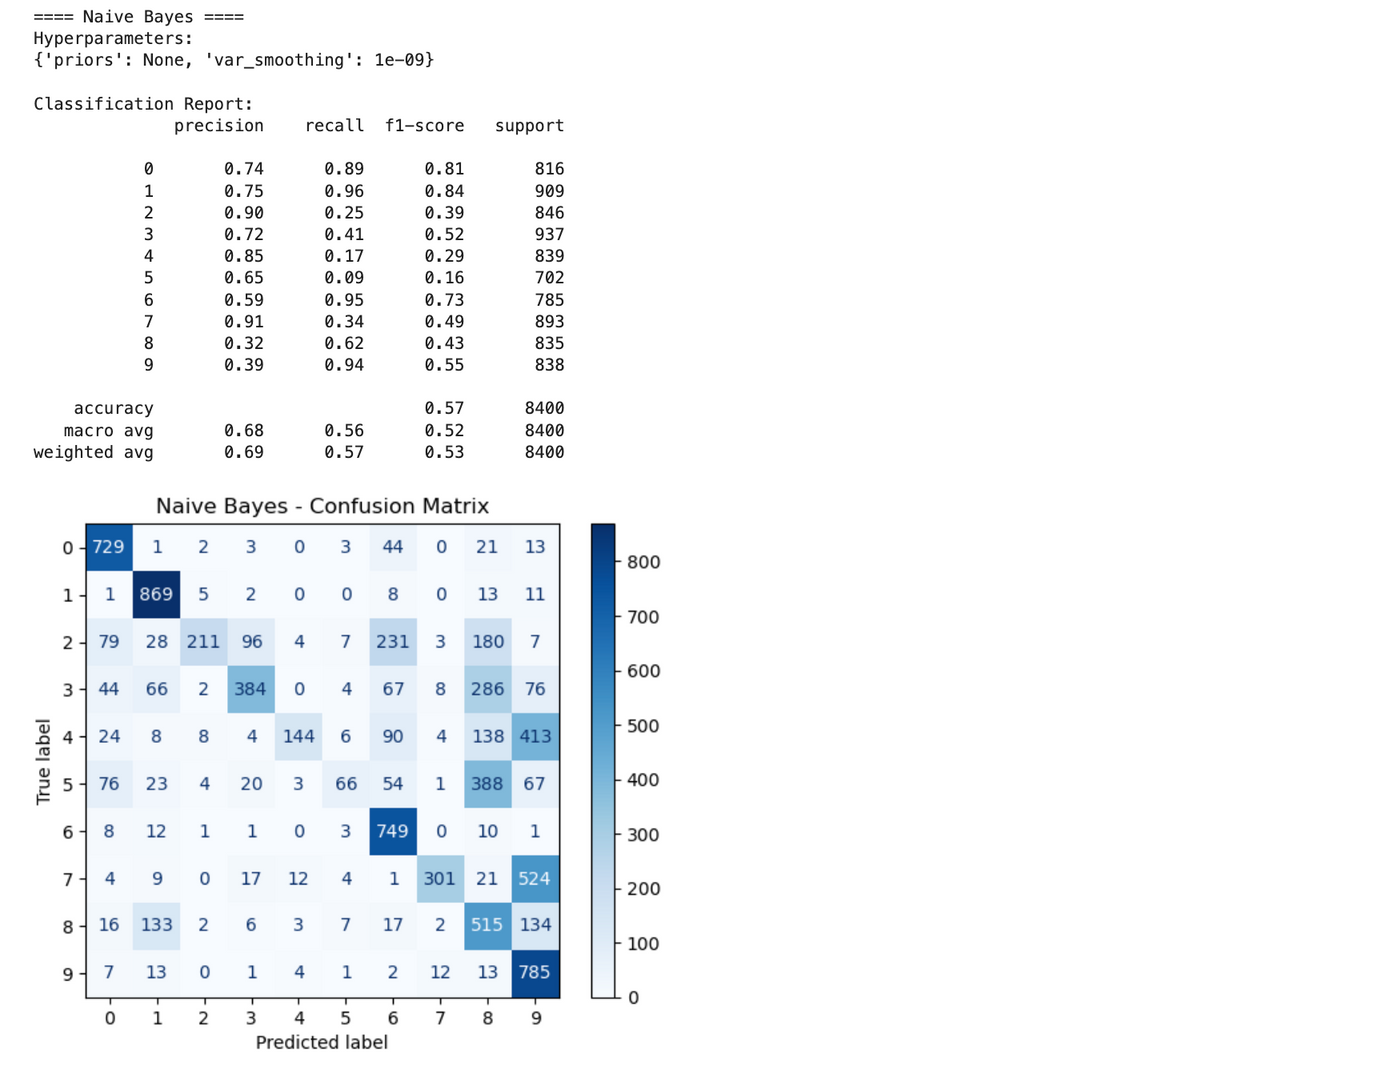 ==== Naive Bayes ====
Hyperparameters:
{'priors': None, 'var_smoothing': 1e-09}
Classification Report:
precision recall f1-score support
0 0.74 0.89 0.81 816
1 0.75 0.96 0.84 909
2 0.90 0.25 0.39 846
3 0.72 0.41 0.52 937
4 0.85 0.17 0.29 839
5 0.65 0.09 0.16 702
6 0.59 0.95 0.73 785
7 0.91 0.34 0.49 893
8 0.32 0.62 0.43 835
9 0.39 0.94 0.55 838
accuracy 0.57 8400
macro avg 0.68 0.56 0.52 8400
weighted avg 0.69 0.57 0.53 8400
Naive Bayes - Confusion Matrix
0 729 1 2 3 0 3 44 0 21 13
1 1 869 5 2 0 0 8 0 13 11
2 79 28 211 96 4 7 231 3 180 7
3 44 66 2 384 0 4 67 8 286 76
4 24 8 8 4 144 6 90 4 138 413
5 76 23 4 20 3 66 54 1 388 67
6 8 12 1 1 0 3 749 0 10 1
7 4 9 0 17 12 4 1 301 21 524
8 16 133 2 6 3 7 17 2 515 134
9 7 13 0 1 4 1 2 12 13 785
0 1 2 3 4 5 6 7 8 9
Predicted label
True label
800
700
600
500
400
300
200
100
0